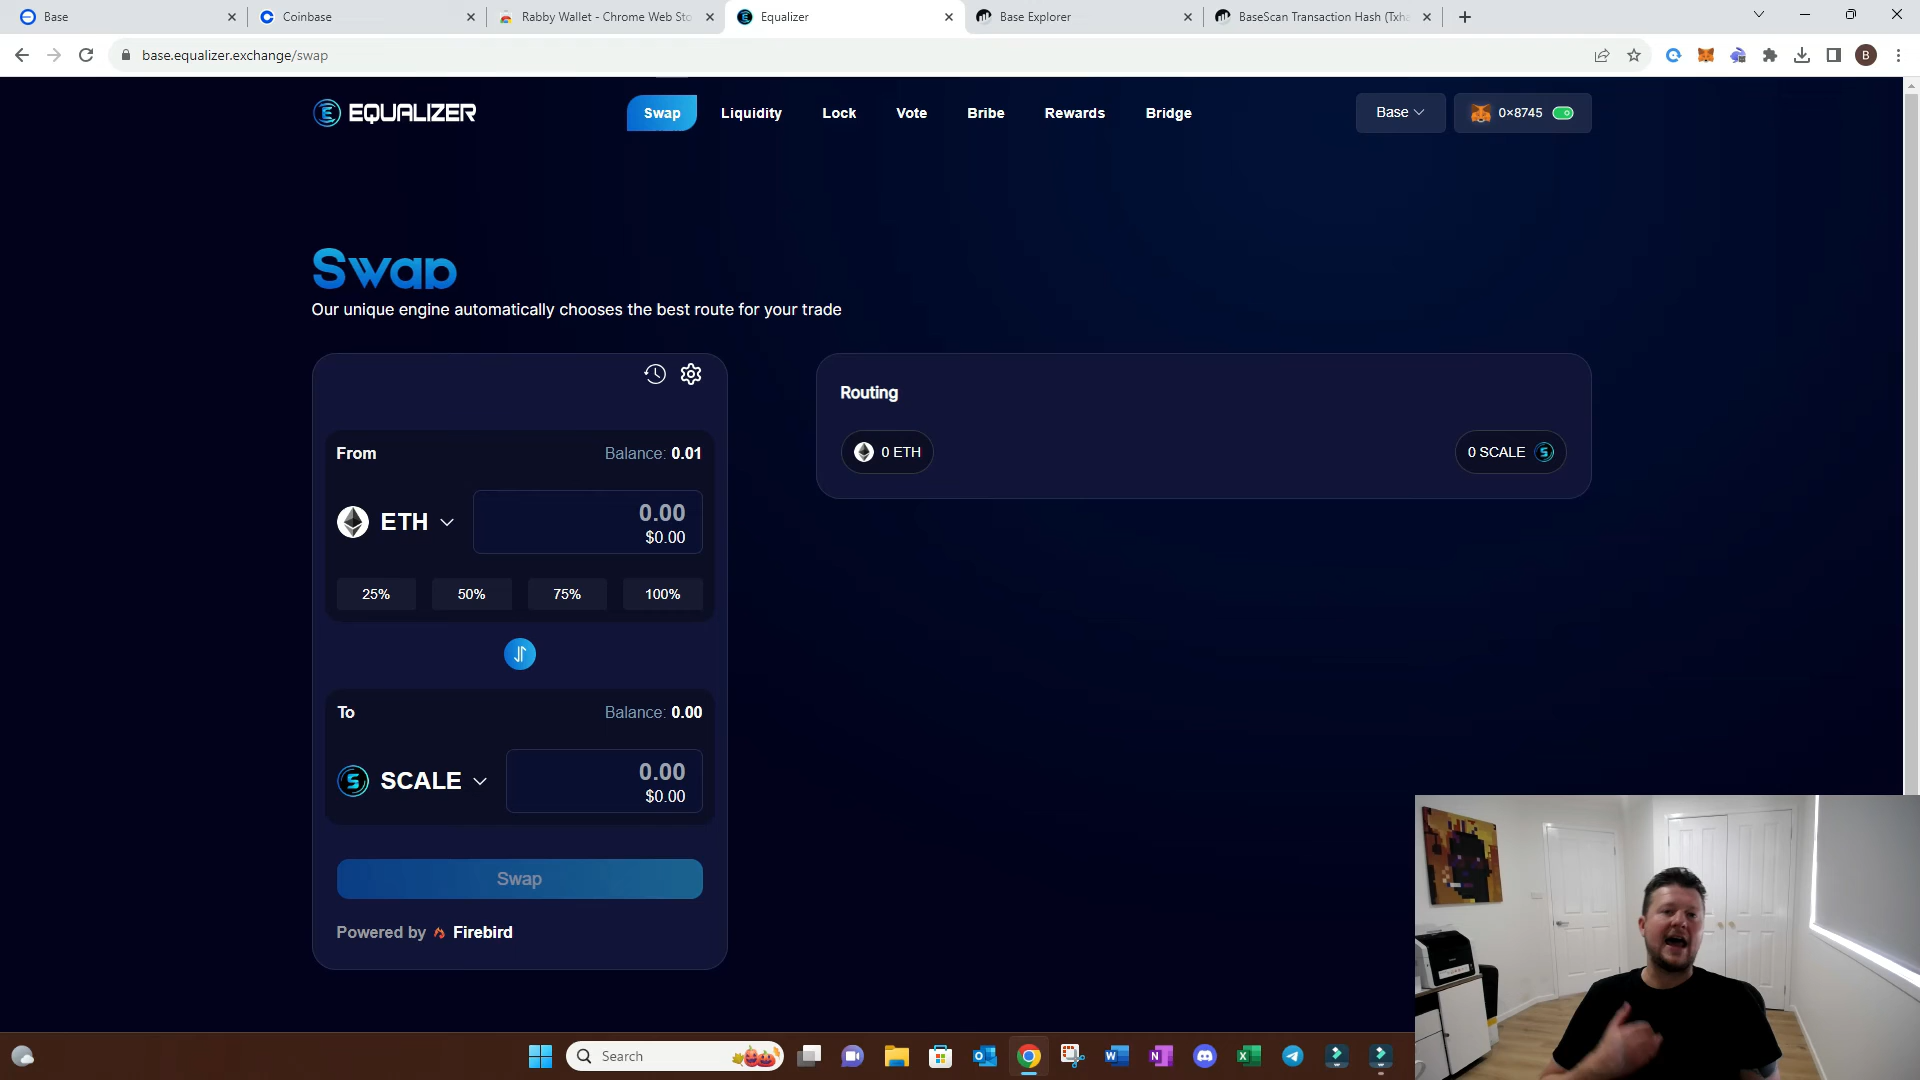 Base
Coinbase
Rabby Wallet - Chrome Web Sto
Equalizer
Base Explorer
BaseScan Transaction Hash (Txha
base.equalizer.exchange/swap
B
EQUALIZER
Swap
Liquidity
Lock
Vote
Bribe
Rewards
Bridge
Base
0×8745
Swap
Our unique engine automatically chooses the best route for your trade
From
Balance: 0.01
ETH
0.00
$0.00
25%
50%
75%
100%
To
Balance: 0.00
SCALE
0.00
$0.00
Swap
Powered by Firebird
Routing
0 ETH
0 SCALE
Search